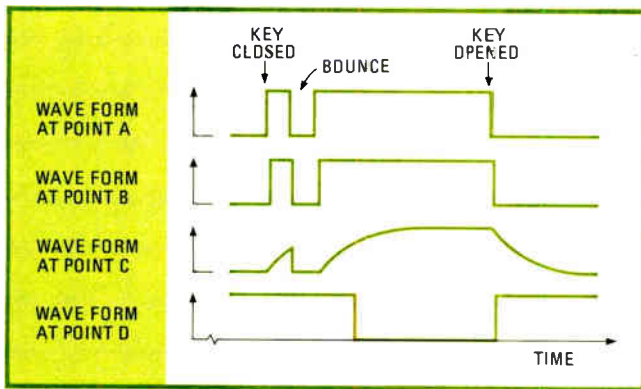 KEY
CLOSED
BOUNCE
KEY
OPENED
WAVE FORM
AT POINT A
WAVE FORM
AT POINT B
WAVE FORM
AT POINT C
WAVE FORM
AT POINT D
TIME